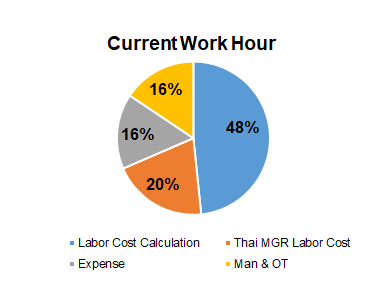 Current Work Hour
16%
48%
16%
20%
Labor Cost Calculation
Thai MGR Labor Cost
Expense
Man & OT